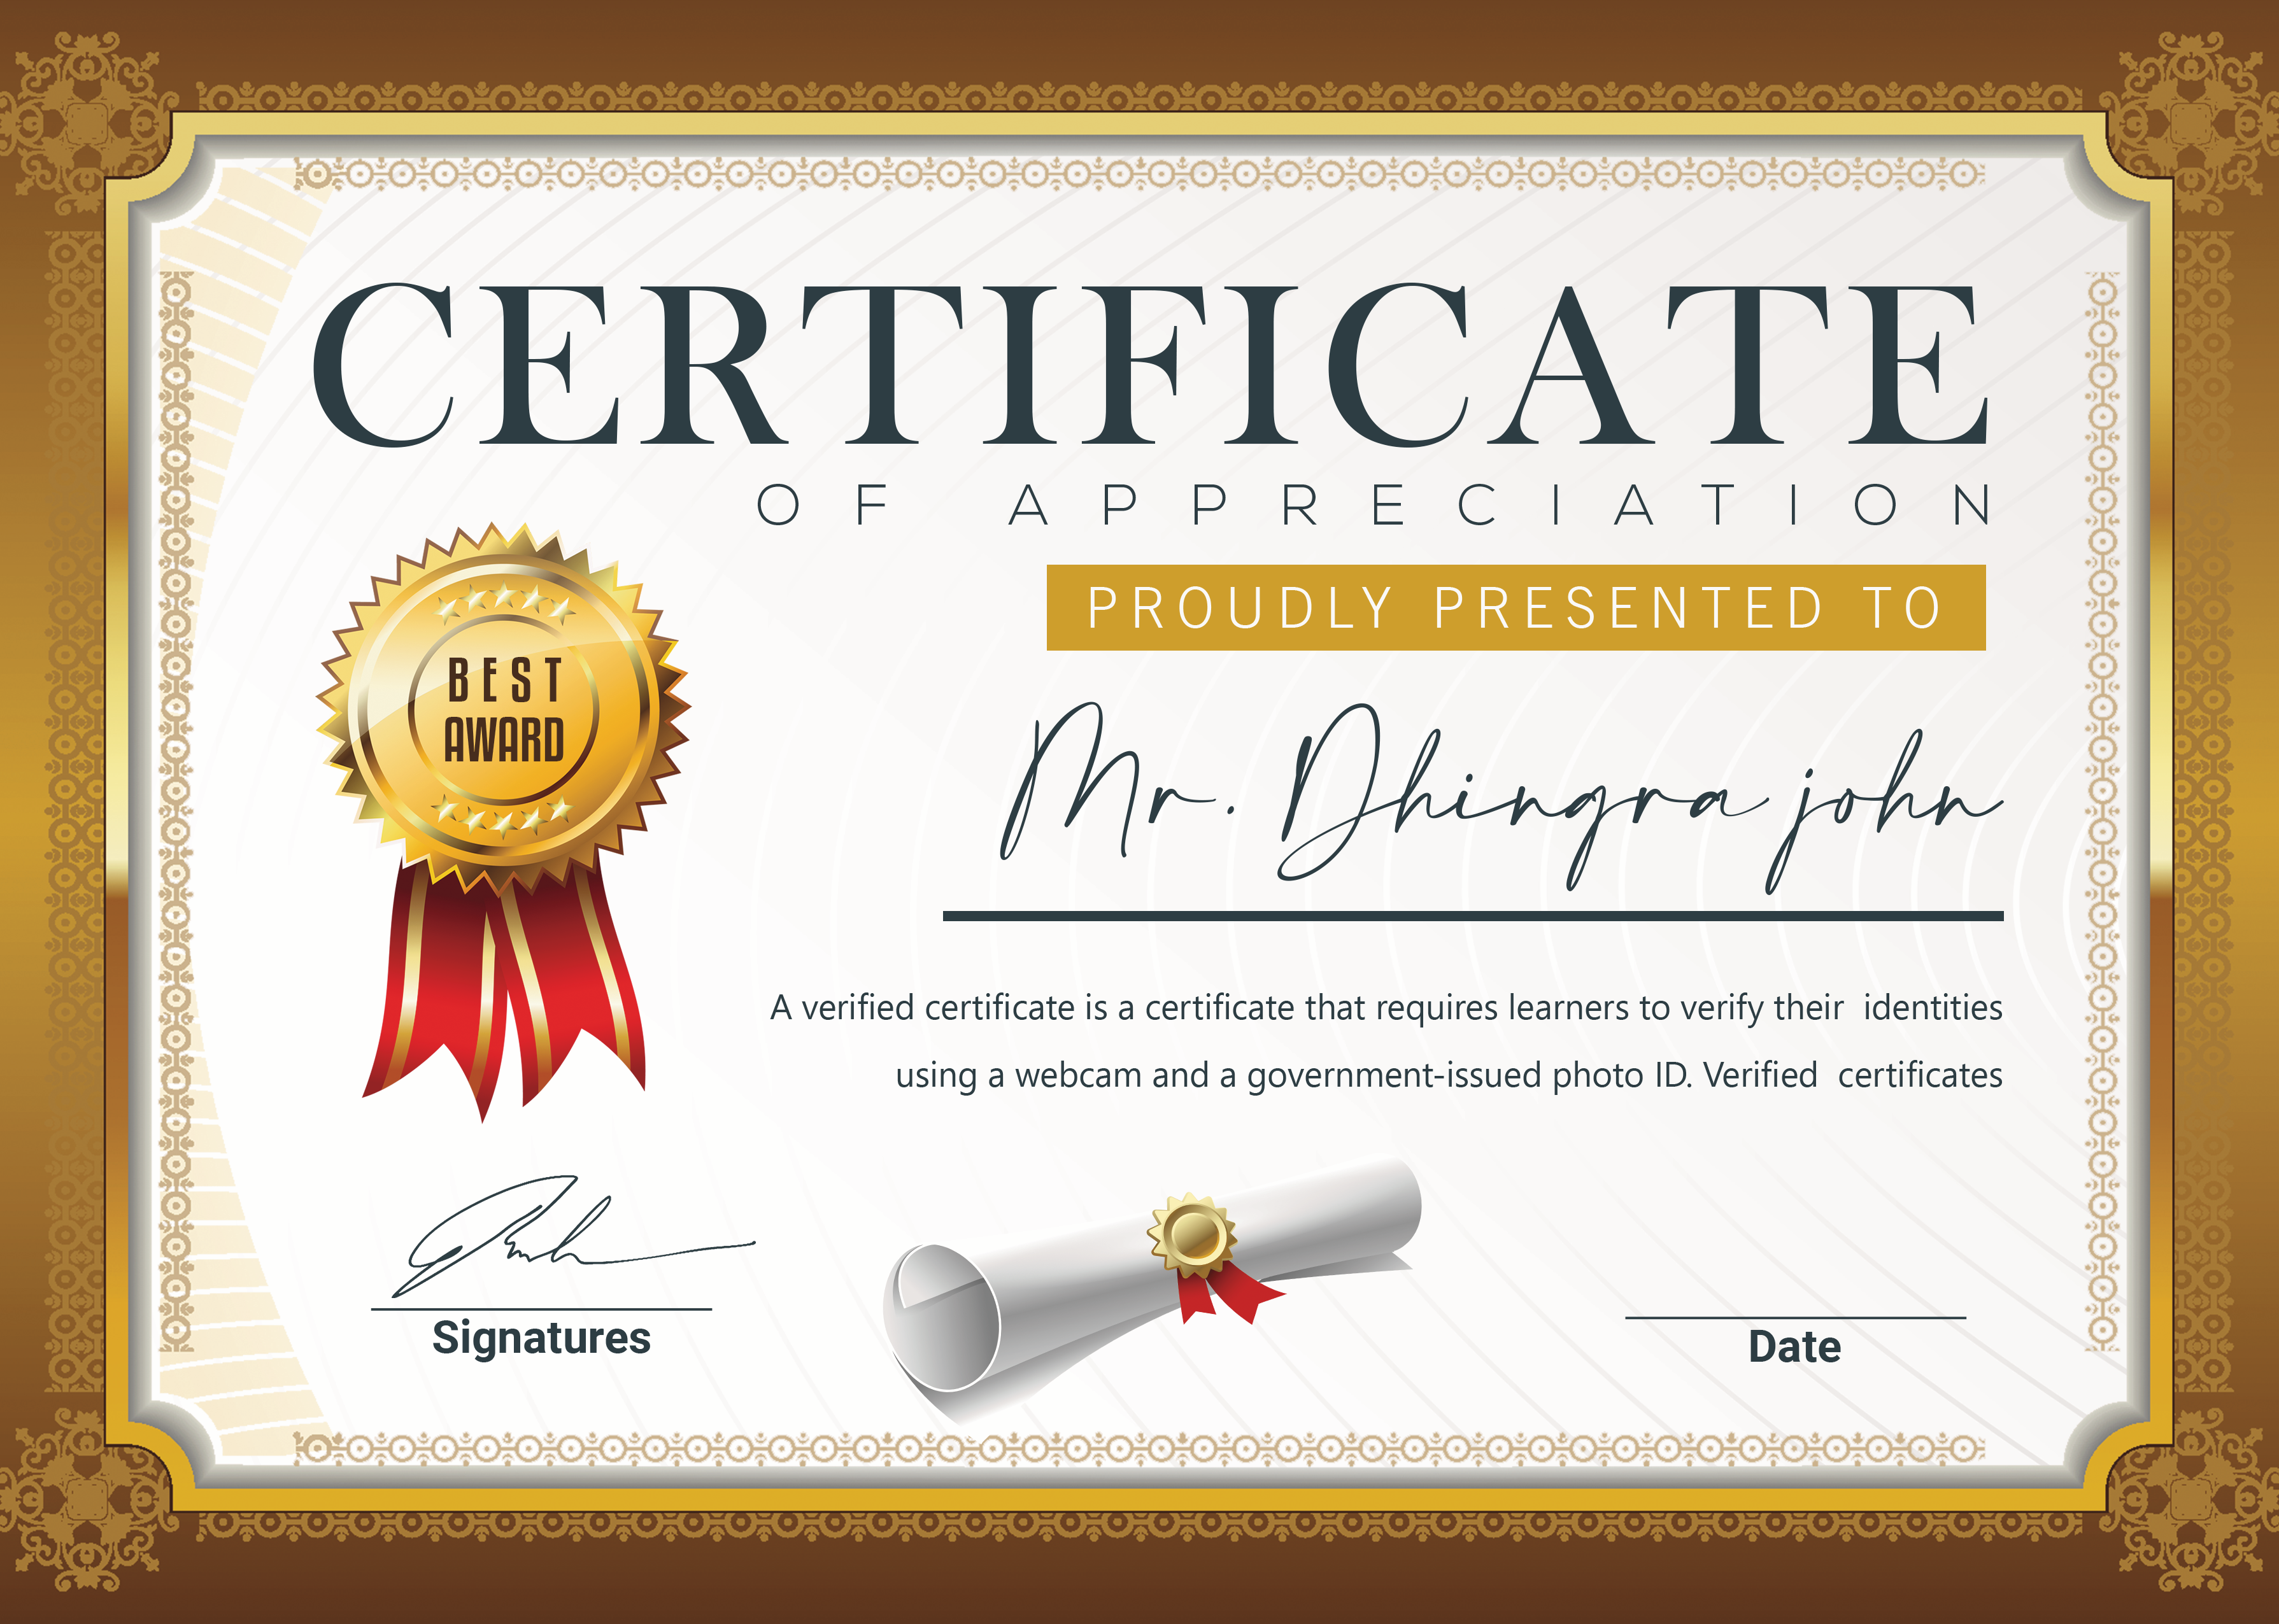 CERTIFICATE
OF APPRECIATION
PROUDLY PRESENTED TO
BEST
AWARD
Mr. Dhingra john
A verified certificate is a certificate that requires learners to verify their identities
using a webcam and a government-issued photo ID. Verified certificates
Signatures
Date